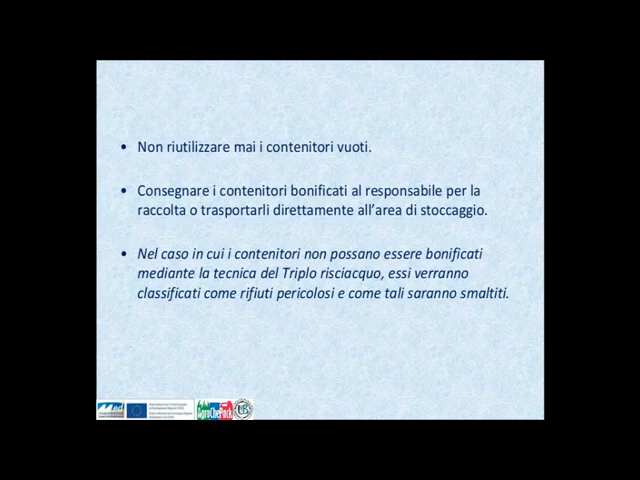 • Non riutilizzare mai i contenitori vuoti.
• Consegnare i contenitori bonificati al responsabile per la
raccolta o trasportarli direttamente all'area di stoccaggio.
• Nel caso in cui i contenitori non possano essere bonificati
mediante la tecnica del Triplo risciacquo, essi verranno
classificati come rifiuti pericolosi e come tali saranno smaltiti.
AgroChePack